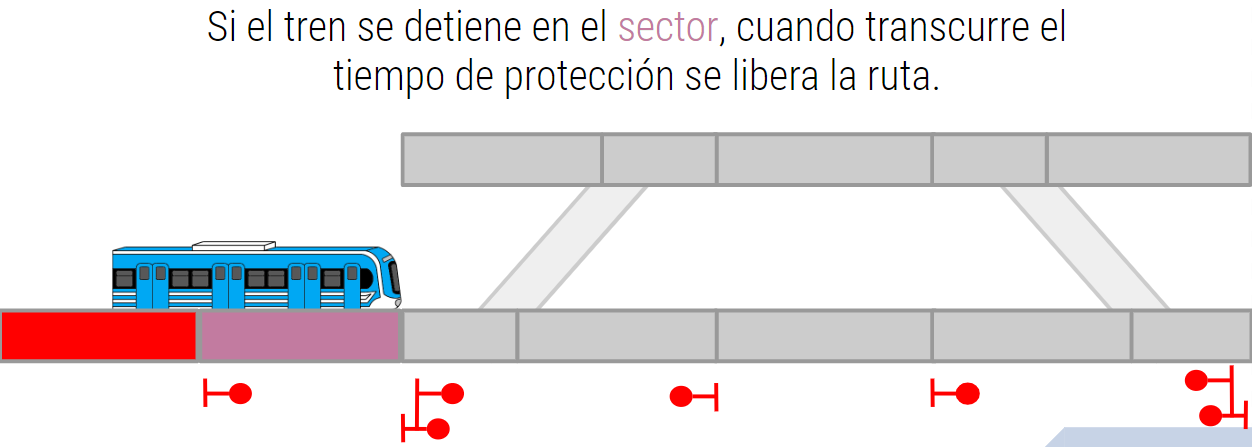 Si el tren se detiene en el sector, cuando transcurre el
tiempo de protección se libera la ruta.